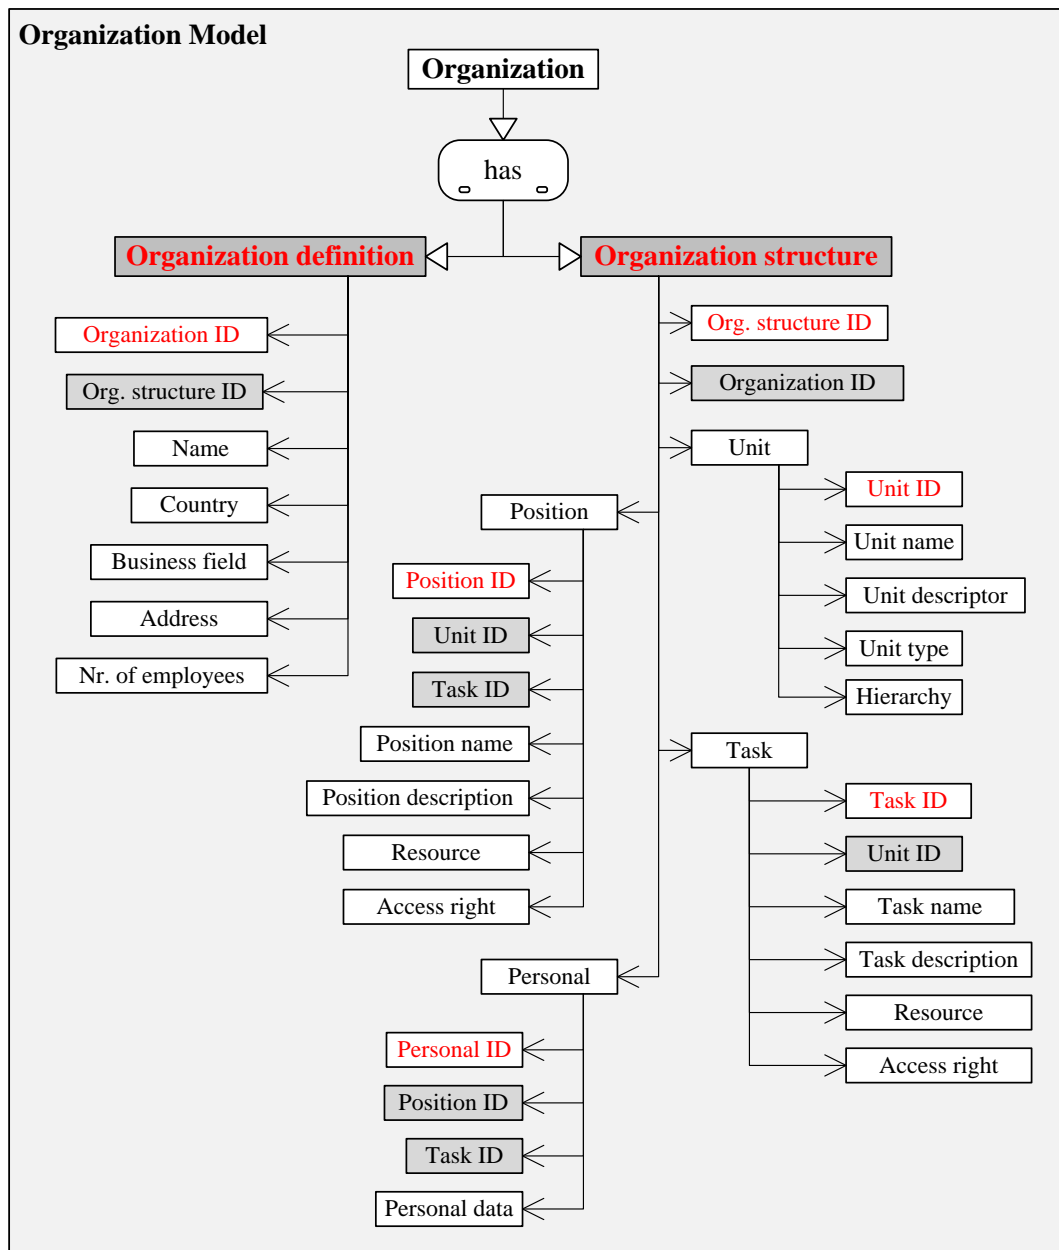 Organization Model
Organization
has
Organization definition
Organization structure
Organization ID
Org. structure ID
Name
Country
Business field
Address
Nr. of employees
Org. structure ID
Organization ID
Unit
Unit ID
Unit name
Unit descriptor
Unit type
Hierarchy
Position
Position ID
Unit ID
Task ID
Position name
Position description
Resource
Access right
Task
Task ID
Unit ID
Task name
Task description
Resource
Access right
Personal
Personal ID
Position ID
Task ID
Personal data